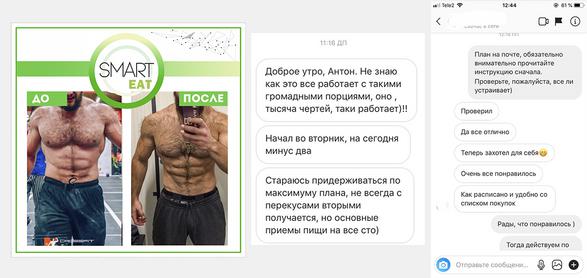 SMART
EAT
ДО
ПОСЛЕ
11:16 ДП
Доброе утро, Антон. Не знаю
как это все работает с такими
громадными порциями, оно ,
тысяча чертей, таки работает)!!
Начал во вторник, на сегодня
минус два
Стараюсь придерживаться по
максимуму плана, не всегда с
перекусами вторыми
получается, но основные
приемы пищи на все сто)
Tele2
12:44
61 %
План на почте, обязательно
внимательно прочитайте
инструкцию сначала.
Проверьте, пожалуйста, все ли
устраивает)
Проверил
Да все отлично
Теперь захотел для себя😄
Очень все понравилось
Как расписано и удобно со
списком покупок
Рады, что понравилось )
Тогда действуем по
Отправьте сообщени...